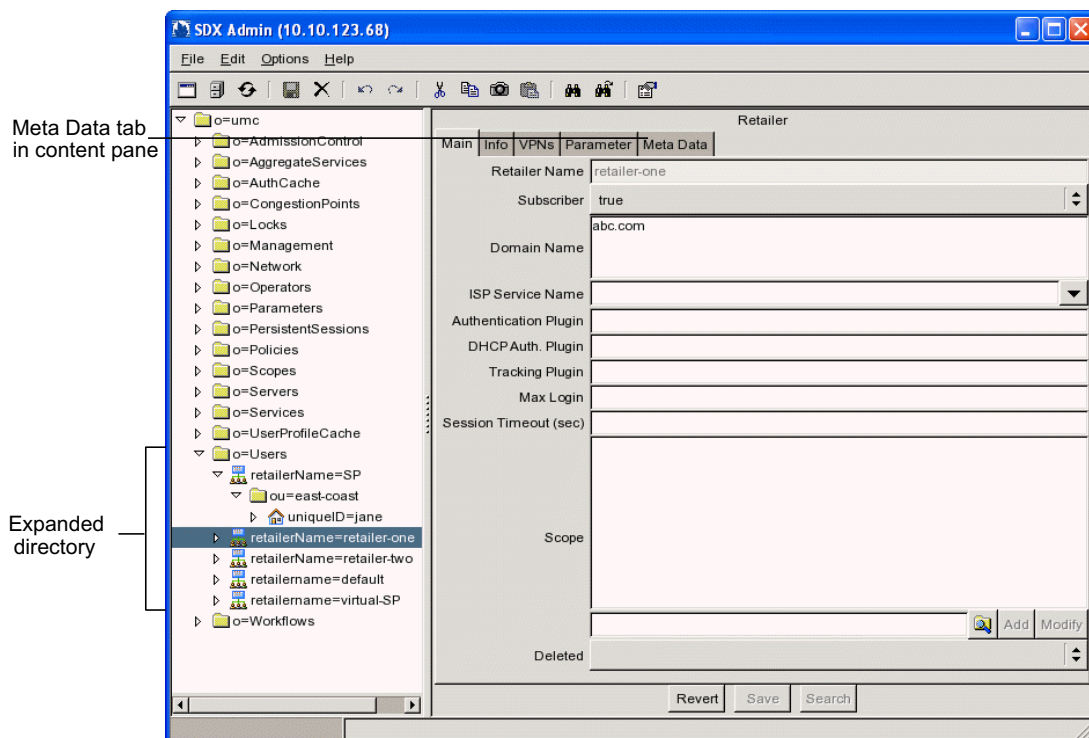 SDX Admin (10.10.123.68)
File Edit Options Help
Meta Data tab
in content pane
Expanded
directory
o=umc
o=AdmissionControl
o=AggregateServices
o=AuthCache
o=CongestionPoints
o=Locks
o=Management
o=Network
o=Operators
o=Parameters
o=PersistentSessions
o=Policies
o=Scopes
o=Servers
o=Services
o=UserProfileCache
o=Users
retailerName=SP
ou=east-coast
uniqueID=jane
retailerName=retailer-one
retailerName=retailer-two
retailername=default
retailername=virtual-SP
o=Workflows
Retailer
Main Info VPNs Parameter Meta Data
Retailer Name retailer-one
Subscriber true
Domain Name abc.com
ISP Service Name
Authentication Plugin
DHCP Auth. Plugin
Tracking Plugin
Max Login
Session Timeout (sec)
Scope
Add Modify
Deleted
Revert Save Search